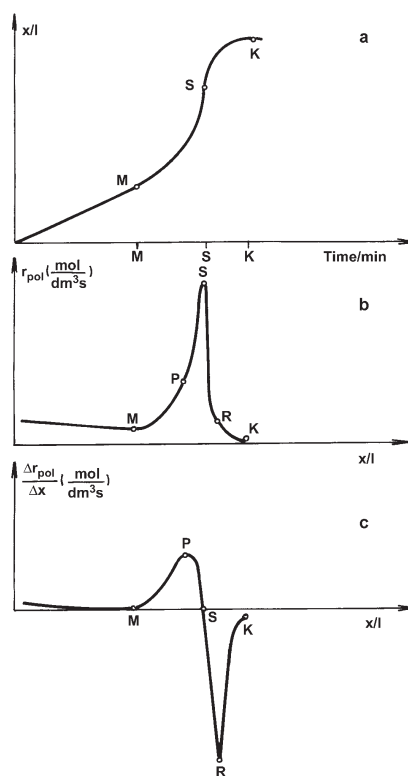 x/I
a
K
S
M
M S K Time/min
r_pol (mol/dm³s)
S
b
P
R
M
K
x/I
Δr_pol/Δx (mol/dm³s)
c
P
M
S
K
x/I
R